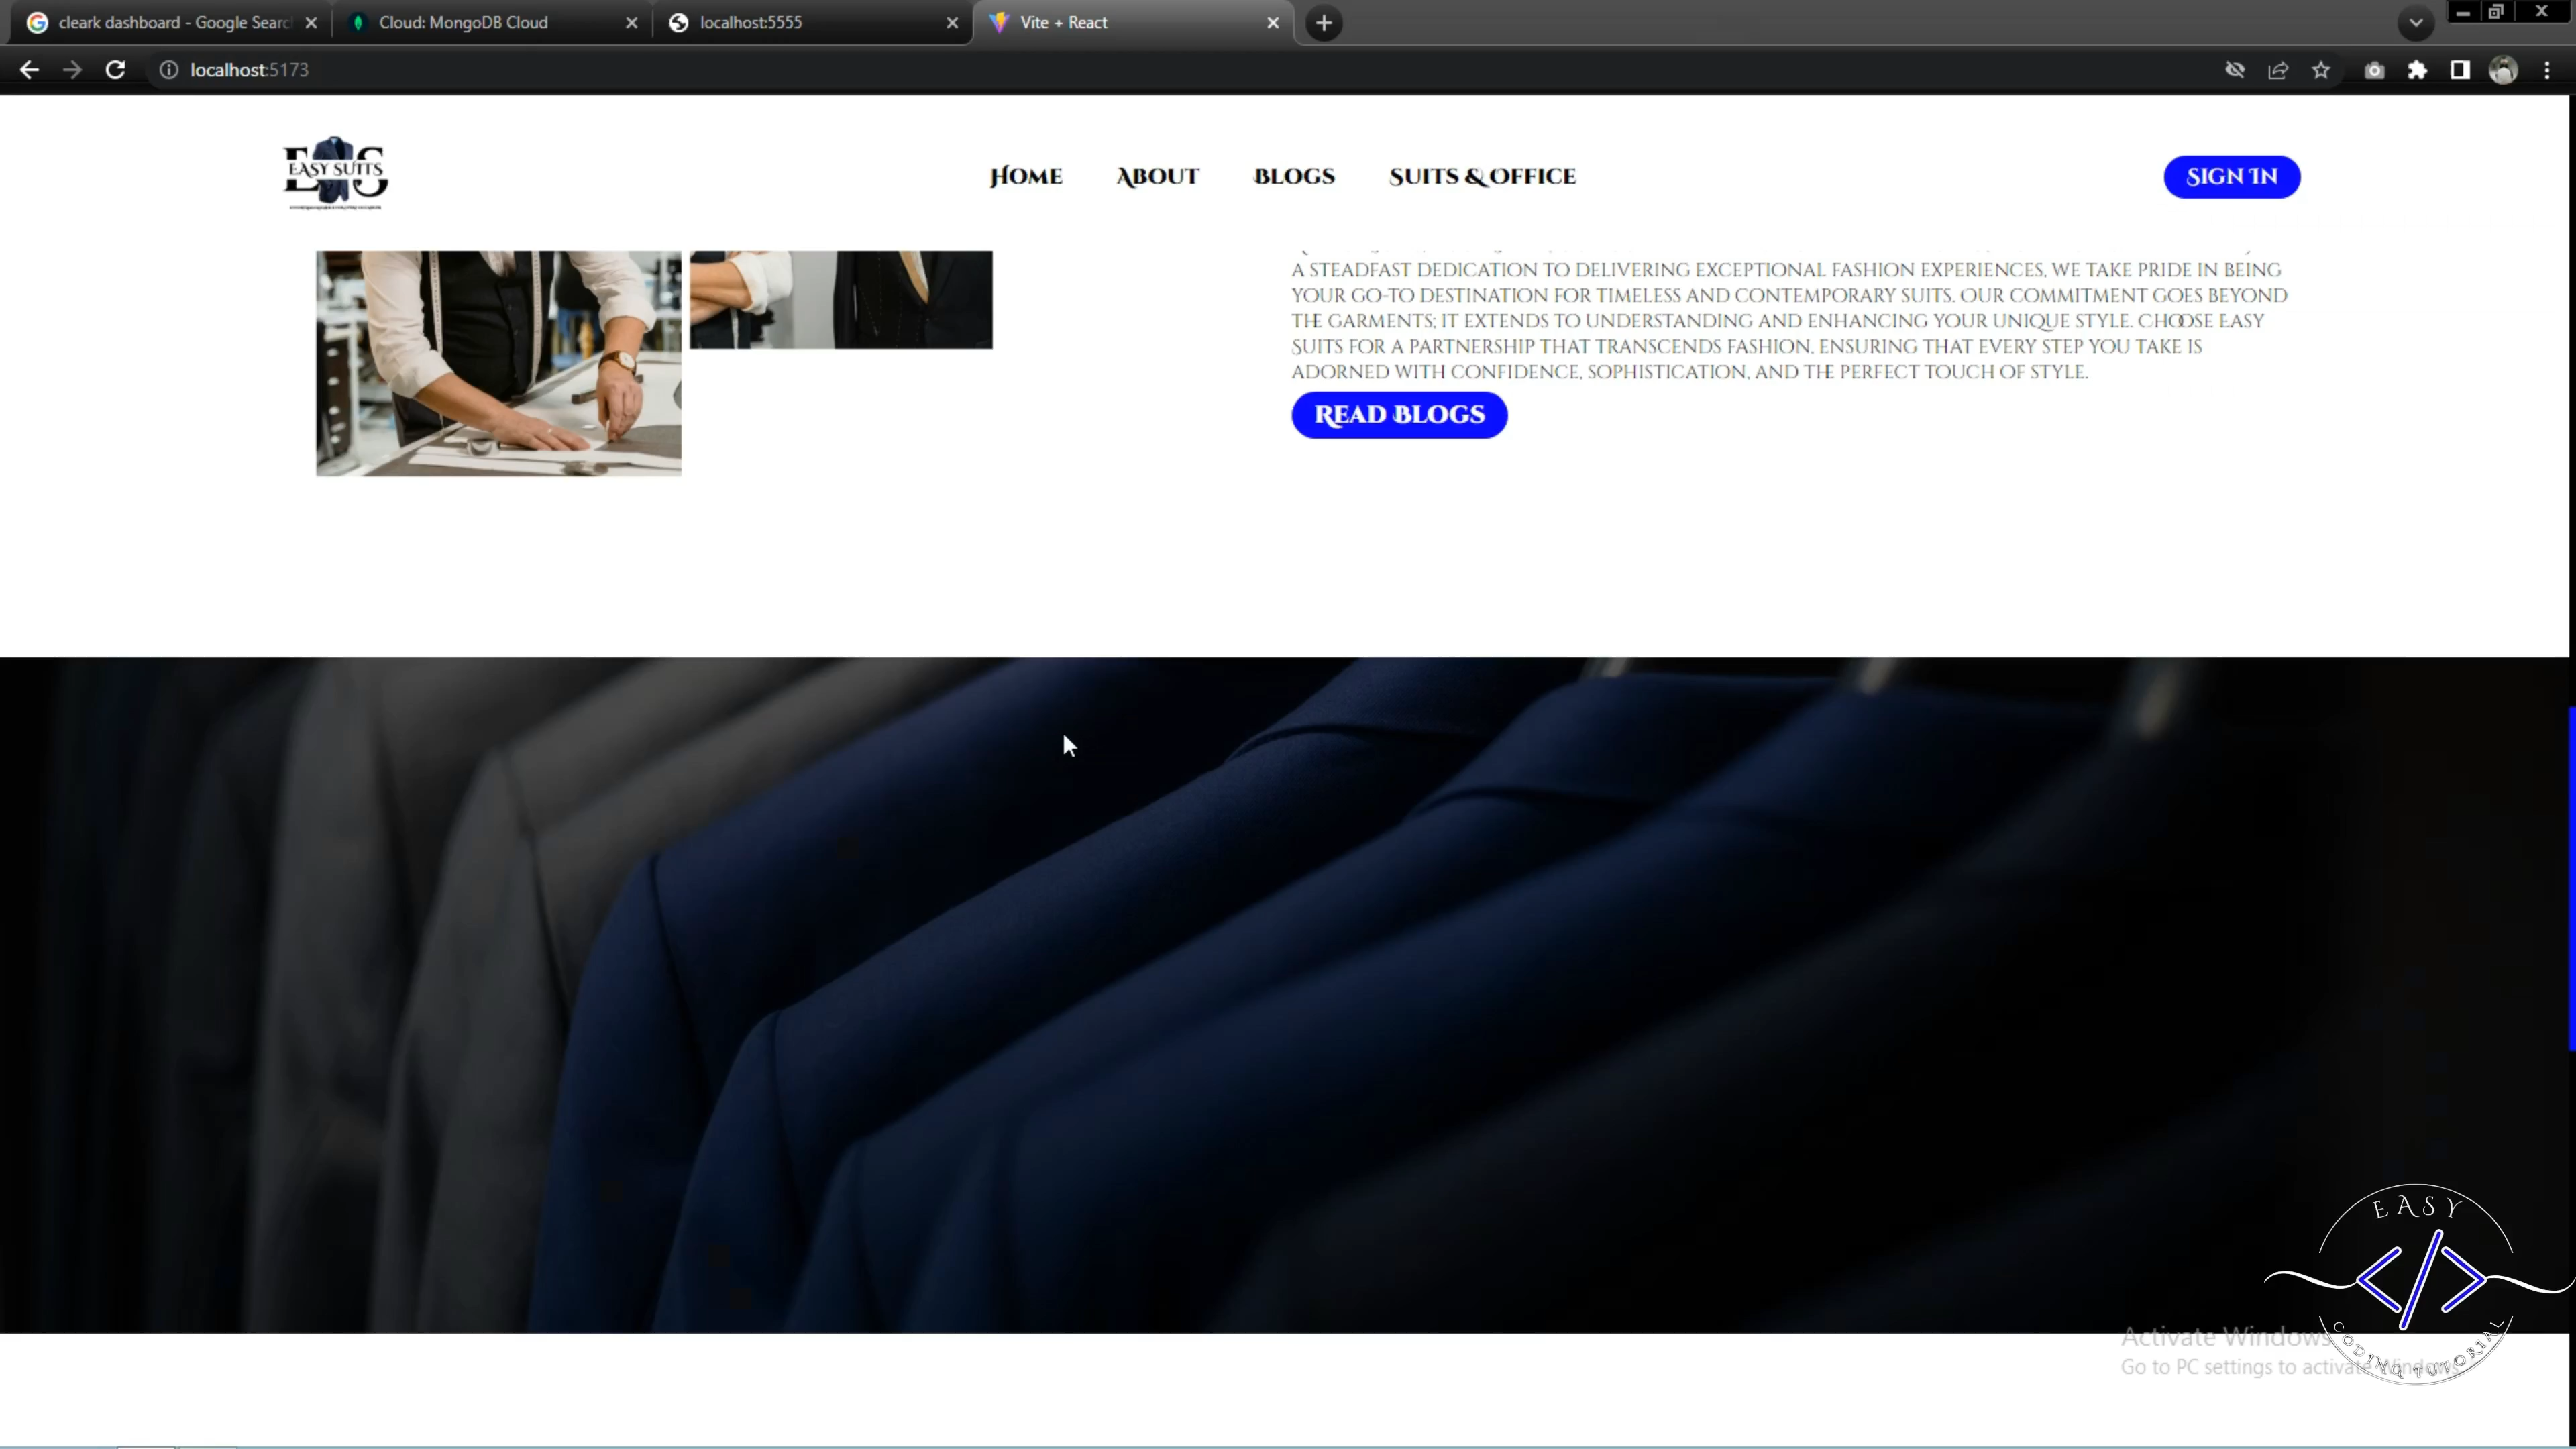 cleark dashboard - Google Searc
Cloud: MongoDB Cloud
localhost:5555
Vite + React
localhost:5173
EASY SUITS
HOME
ABOUT
BLOGS
SUITS & OFFICE
SIGN IN
A STEADFAST DEDICATION TO DELIVERING EXCEPTIONAL FASHION EXPERIENCES, WE TAKE PRIDE IN BEING
YOUR GO-TO DESTINATION FOR TIMELESS AND CONTEMPORARY SUITS. OUR COMMITMENT GOES BEYOND
THE GARMENTS; IT EXTENDS TO UNDERSTANDING AND ENHANCING YOUR UNIQUE STYLE. CHOOSE EASY
SUITS FOR A PARTNERSHIP THAT TRANSCENDS FASHION, ENSURING THAT EVERY STEP YOU TAKE IS
ADORNED WITH CONFIDENCE, SOPHISTICATION, AND THE PERFECT TOUCH OF STYLE.
READ BLOGS
EASY
</>
CODING TUTORIAL
Activate Windows
Go to PC settings to activate Windows.